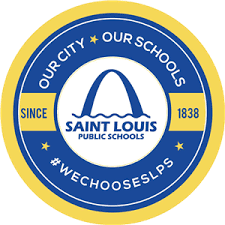 OUR CITY ★ OUR SCHOOLS
SINCE 1838
SAINT LOUIS
PUBLIC SCHOOLS
#WECHOOSESLPS